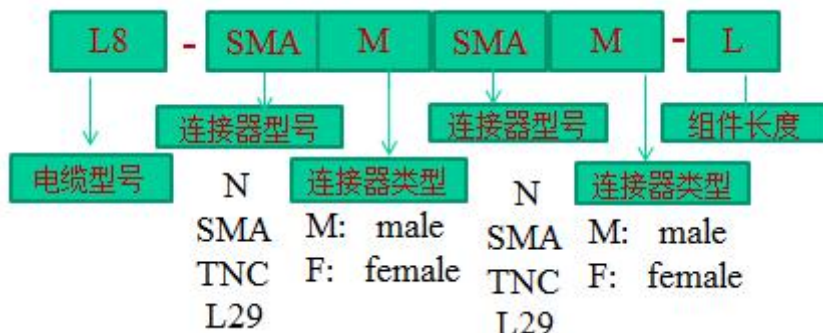 L8 - SMA M SMA M - L
连接器型号 连接器型号 组件长度
电缆型号 连接器类型 连接器类型
N N
SMA M: male SMA M: male
TNC F: female TNC F: female
L29 L29